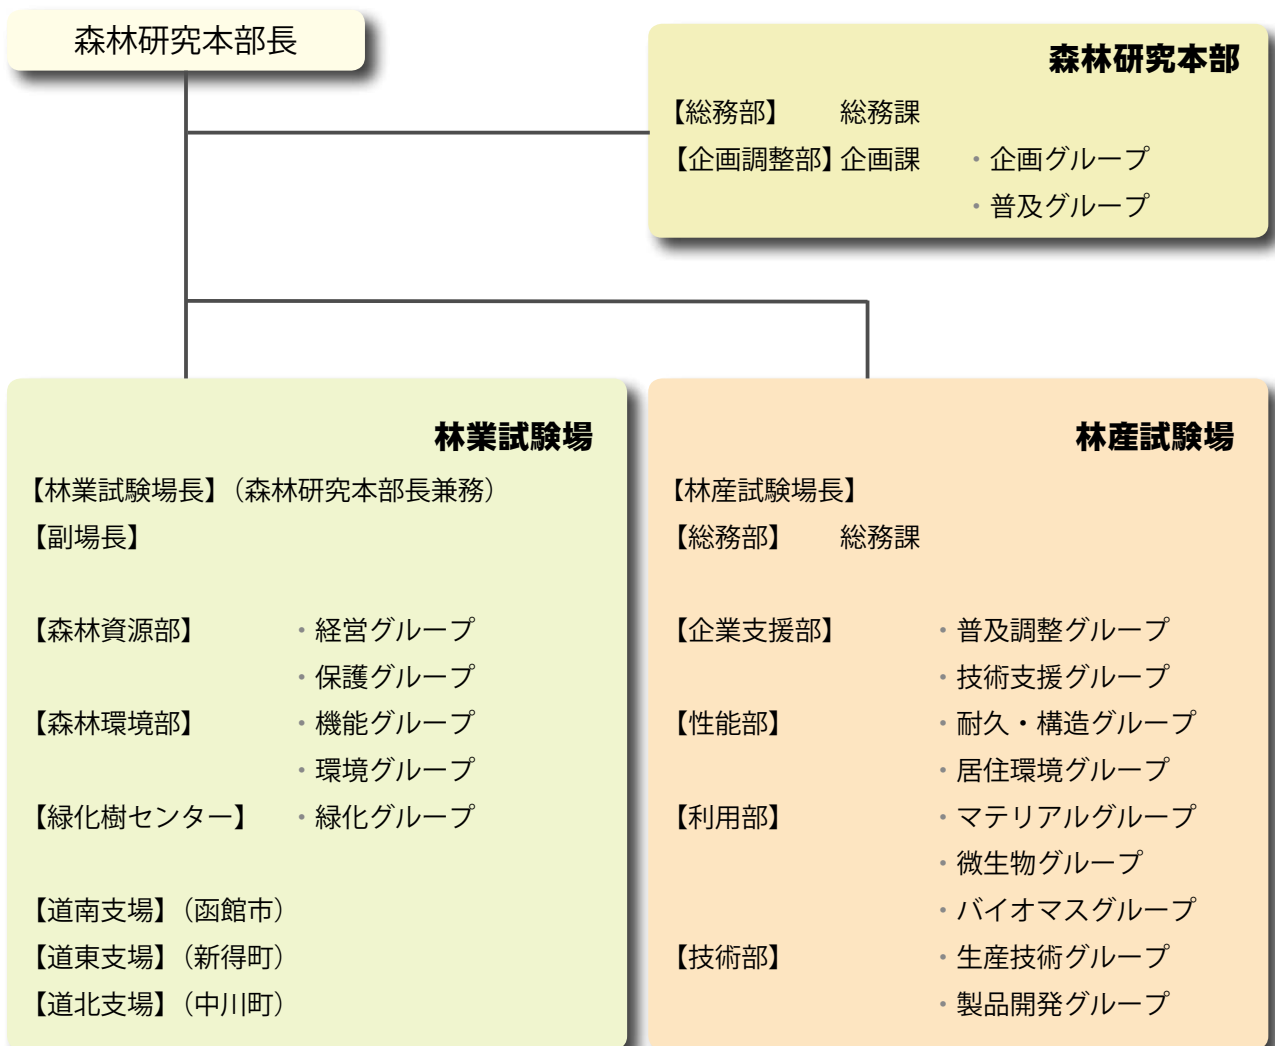 森林研究本部長
森林研究本部
【総務部】 総務課
【企画調整部】企画課 ・企画グループ
・普及グループ
林業試験場
【林業試験場長】（森林研究本部長兼務）
【副場長】
【森林資源部】 ・経営グループ
・保護グループ
【森林環境部】 ・機能グループ
・環境グループ
【緑化樹センター】 ・緑化グループ
【道南支場】（函館市）
【道東支場】（新得町）
【道北支場】（中川町）
林産試験場
【林産試験場長】
【総務部】 総務課
【企業支援部】 ・普及調整グループ
・技術支援グループ
【性能部】 ・耐久・構造グループ
・居住環境グループ
【利用部】 ・マテリアルグループ
・微生物グループ
・バイオマスグループ
【技術部】 ・生産技術グループ
・製品開発グループ